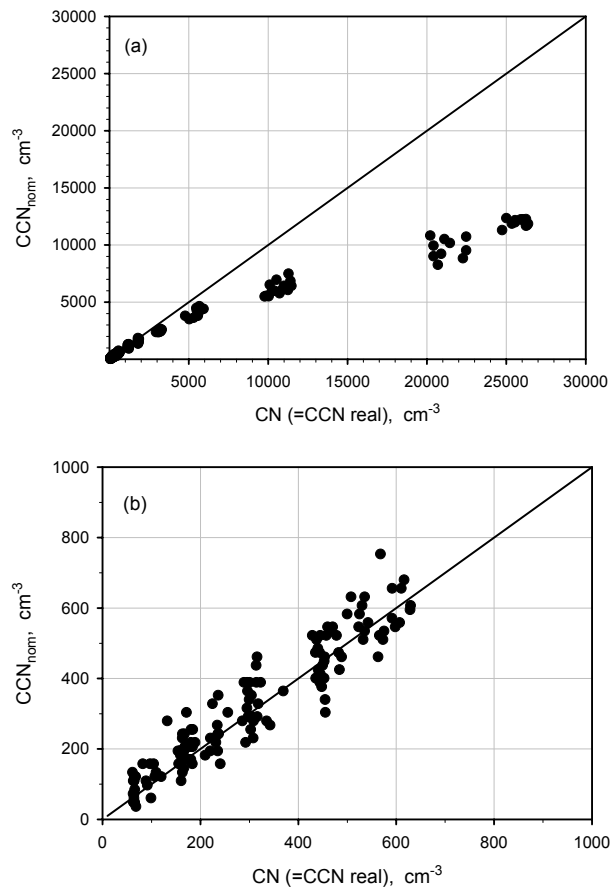 30000
(a)
25000
20000
15000
10000
5000
0
CCNnom, cm-3
5000 10000 15000 20000 25000 30000
CN (=CCN real), cm-3
1000
(b)
800
600
400
200
0
CCNnom, cm-3
0 200 400 600 800 1000
CN (=CCN real), cm-3